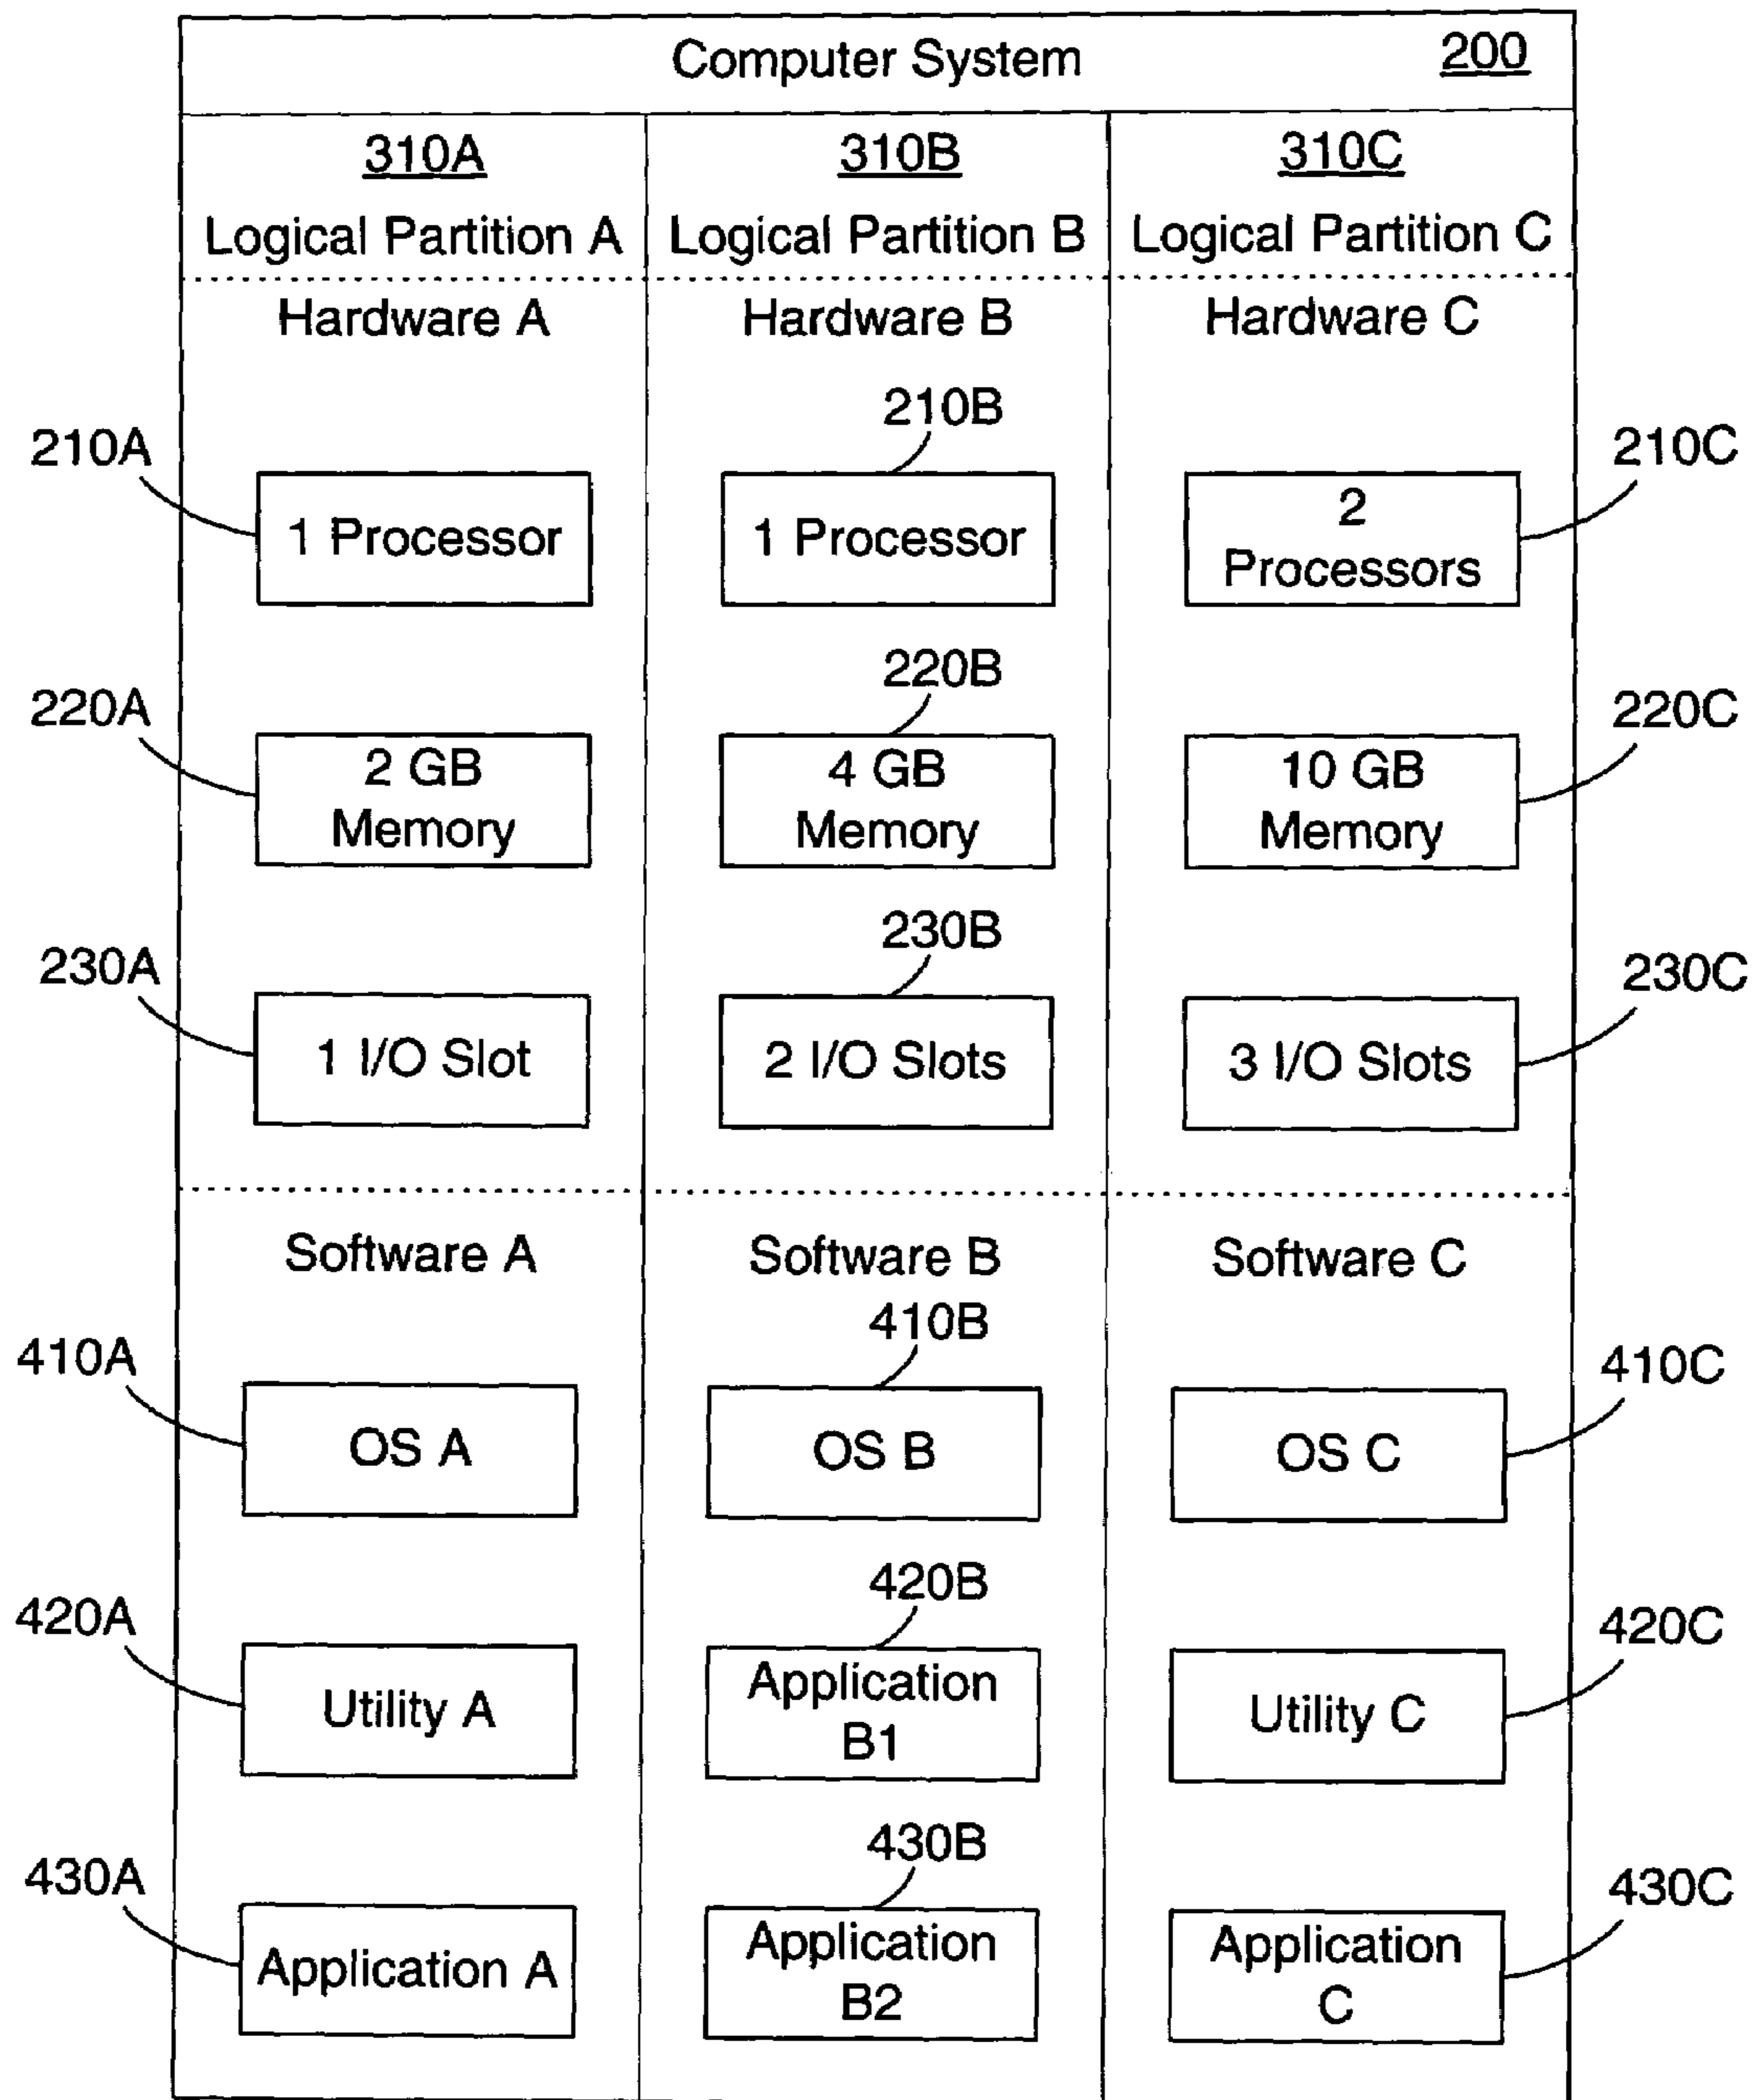 Computer System 200
310A 310B 310C
Logical Partition A Logical Partition B Logical Partition C
Hardware A Hardware B Hardware C
210A 210B 210C
1 Processor 1 Processor 2
Processors
220A 220B 220C
2 GB 4 GB 10 GB
Memory Memory Memory
230A 230B 230C
1 I/O Slot 2 I/O Slots 3 I/O Slots
Software A Software B Software C
410A 410B 410C
OS A OS B OS C
420A 420B 420C
Utility A Application
B1 Utility C
430A 430B 430C
Application A Application Application
B2 C